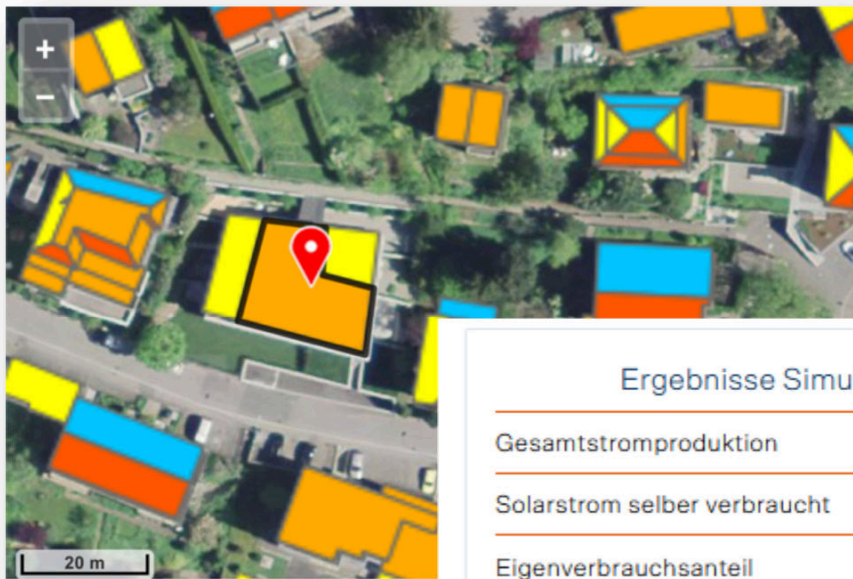 +
−
20 m
Ergebnisse Simu
Gesamtstromproduktion
Solarstrom selber verbraucht
Eigenverbrauchsanteil